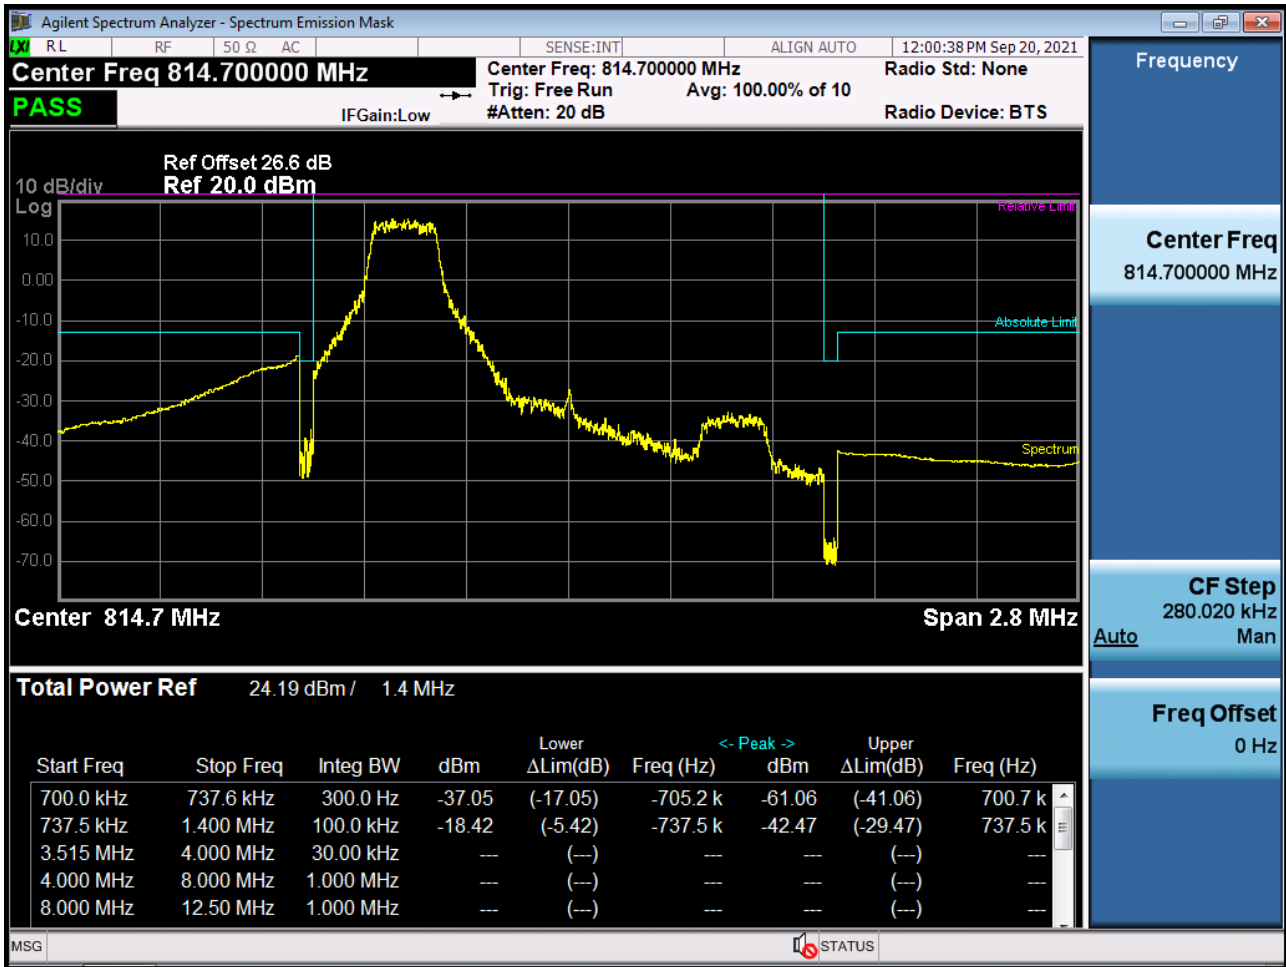 Agilent Spectrum Analyzer - Spectrum Emission Mask
LXI RL RF 50 Ω AC SENSE:INT ALIGN AUTO 12:00:38 PM Sep 20, 2021
Center Freq 814.700000 MHz
Center Freq: 814.700000 MHz
Radio Std: None
Trig: Free Run Avg: 100.00% of 10
PASS
IFGain:Low
#Atten: 20 dB
Radio Device: BTS
Ref Offset 26.6 dB
10 dB/div Ref 20.0 dBm
Log
Relative Limit
10.0
0.00
-10.0
Absolute Limit
-20.0
-30.0
-40.0
Spectrum
-50.0
-60.0
-70.0
Center 814.7 MHz Span 2.8 MHz
Total Power Ref 24.19 dBm / 1.4 MHz
Lower <- Peak -> Upper
Start Freq Stop Freq Integ BW dBm ΔLim(dB) Freq (Hz) dBm ΔLim(dB) Freq (Hz)
700.0 kHz 737.6 kHz 300.0 Hz -37.05 (-17.05) -705.2 k -61.06 (-41.06) 700.7 k
737.5 kHz 1.400 MHz 100.0 kHz -18.42 (-5.42) -737.5 k -42.47 (-29.47) 737.5 k
3.515 MHz 4.000 MHz 30.00 kHz --- (---) --- --- (---) ---
4.000 MHz 8.000 MHz 1.000 MHz --- (---) --- --- (---) ---
8.000 MHz 12.50 MHz 1.000 MHz --- (---) --- --- (---) ---
MSG STATUS
Frequency
Center Freq
814.700000 MHz
CF Step
280.020 kHz
Auto Man
Freq Offset
0 Hz